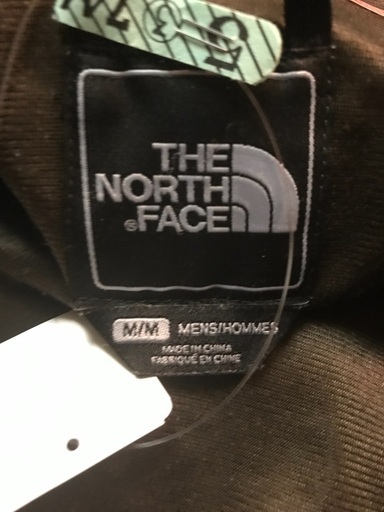 THE
NORTH
®FACE
M/M MENS/HOMMES
MADE IN CHINA
FABRIQUÉ EN CHINE